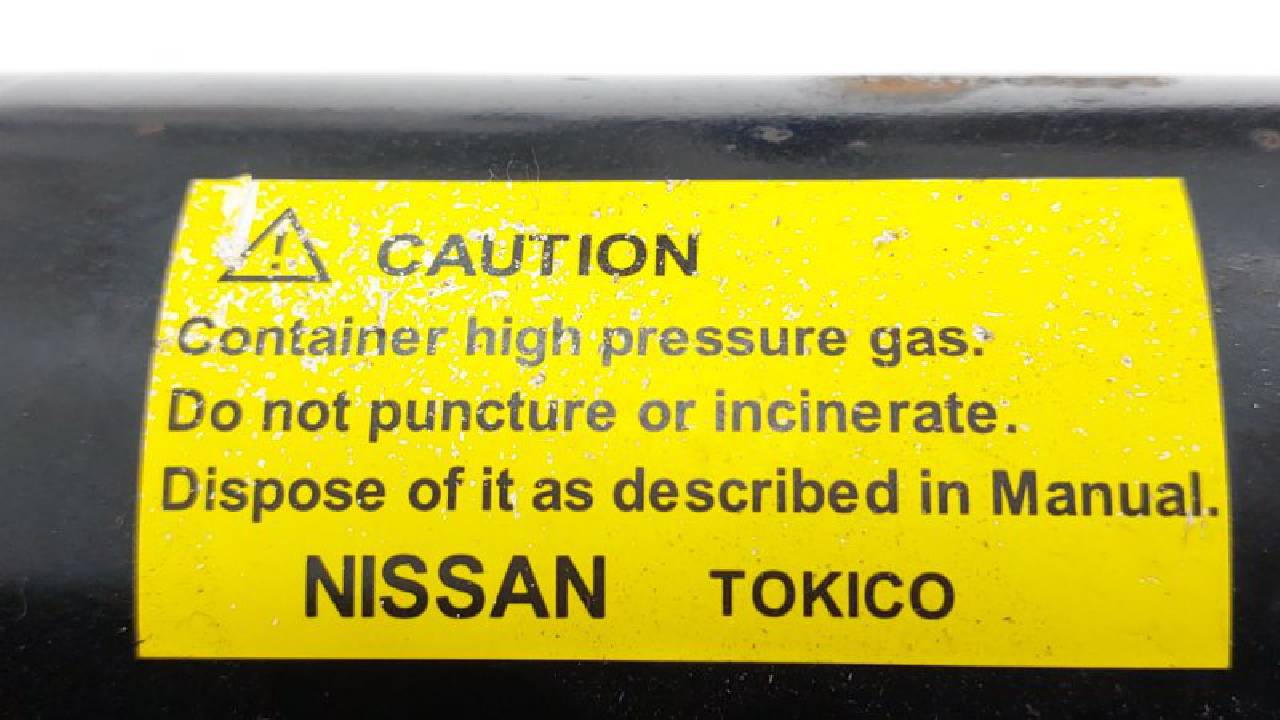 CAUTION
Container high pressure gas.
Do not puncture or incinerate.
Dispose of it as described in Manual.
NISSAN TOKICO